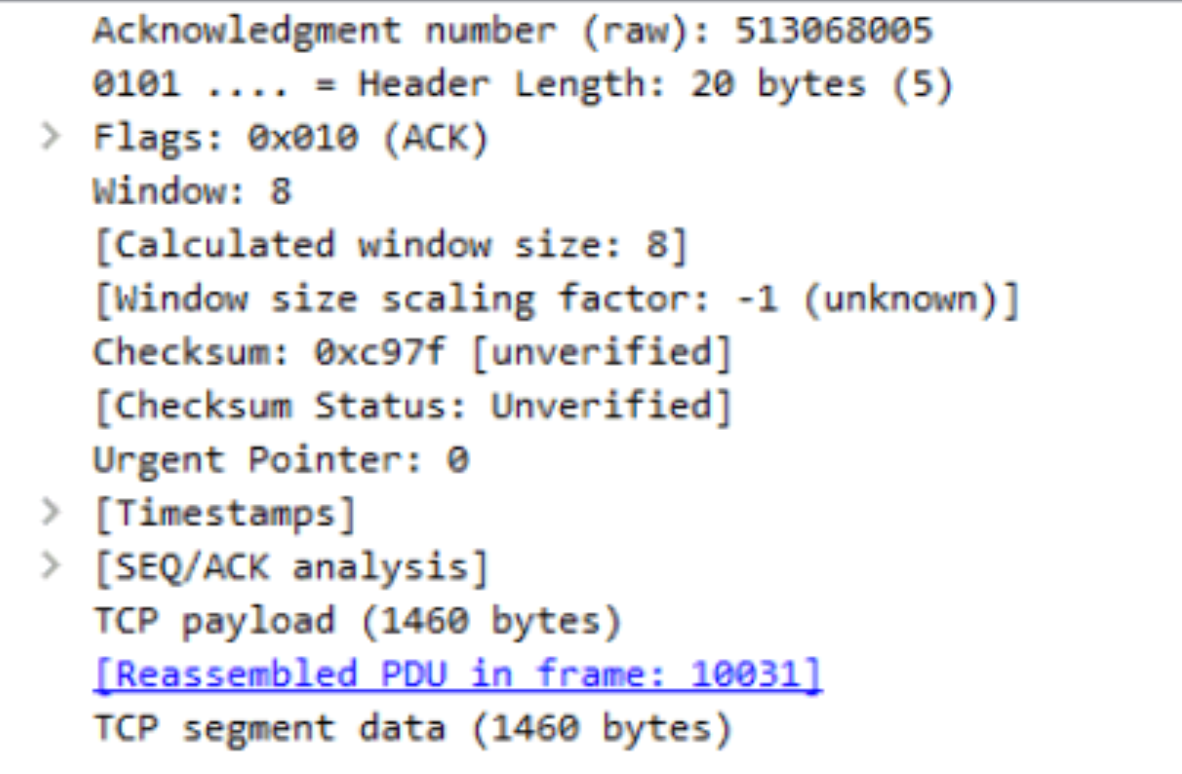 Acknowledgment number (raw): 513068005
0101 .... = Header Length: 20 bytes (5)
> Flags: 0x010 (ACK)
Window: 8
[Calculated window size: 8]
[Window size scaling factor: -1 (unknown)]
Checksum: 0xc97f [unverified]
[Checksum Status: Unverified]
Urgent Pointer: 0
> [Timestamps]
> [SEQ/ACK analysis]
TCP payload (1460 bytes)
[Reassembled PDU in frame: 10031]
TCP segment data (1460 bytes)